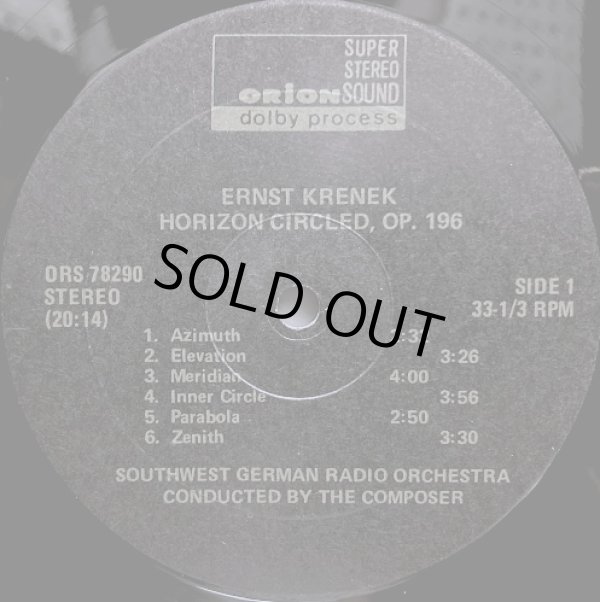 SUPER
STEREO
orion SOUND
dolby process
ERNST KRENEK
HORIZON CIRCLED, OP. 196
ORS 78290
STEREO
(20:14)
SIDE 1
33-1/3 RPM
SOLD OUT
1. Azimuth
2. Elevation 3:26
3. Meridian 4:00
4. Inner Circle 3:56
5. Parabola 2:50
6. Zenith 3:30
SOUTHWEST GERMAN RADIO ORCHESTRA
CONDUCTED BY THE COMPOSER